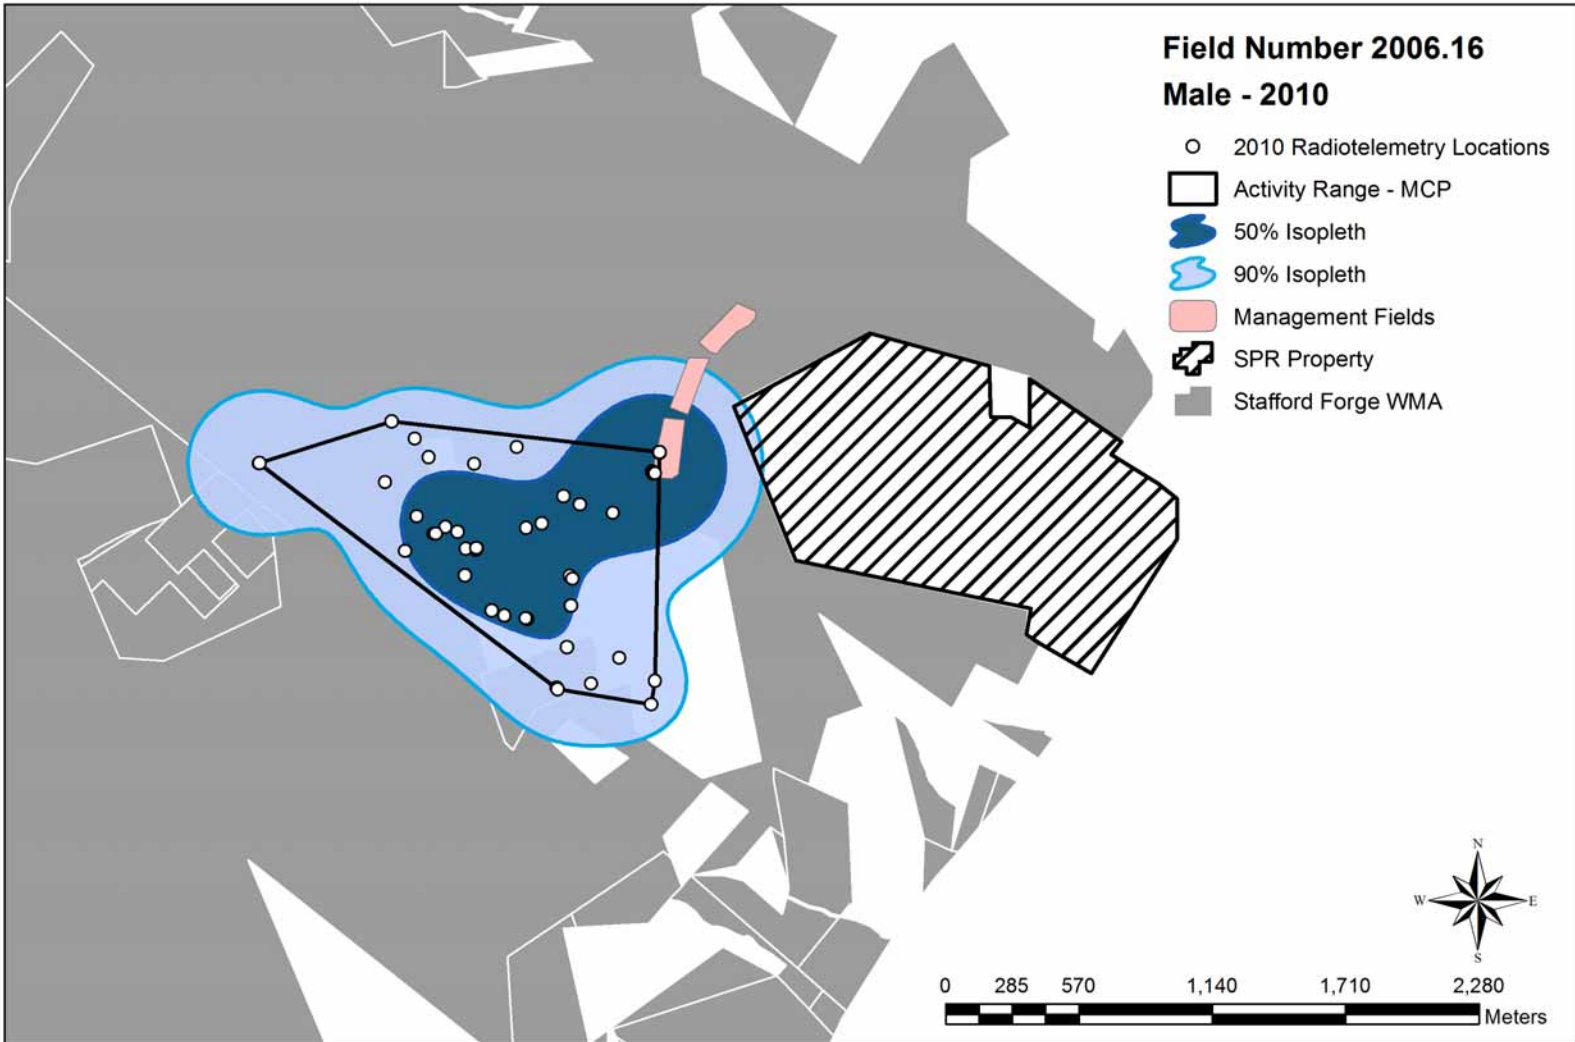 Field Number 2006.16
Male - 2010
2010 Radiotelemetry Locations
Activity Range - MCP
50% Isopleth
90% Isopleth
Management Fields
SPR Property
Stafford Forge WMA
N
W E
S
0 285 570 1,140 1,710 2,280
Meters